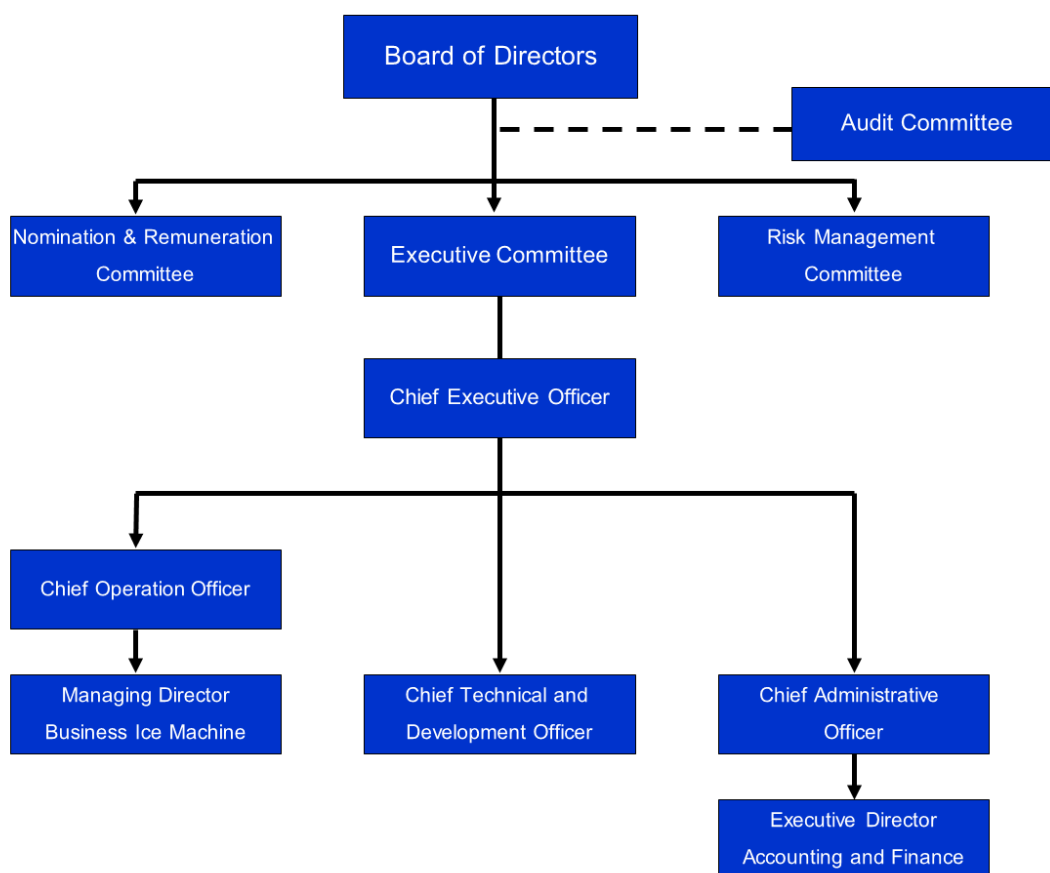 Board of Directors
Audit Committee
Nomination & Remuneration
Committee
Executive Committee
Risk Management
Committee
Chief Executive Officer
Chief Operation Officer
Managing Director
Business Ice Machine
Chief Technical and
Development Officer
Chief Administrative
Officer
Executive Director
Accounting and Finance